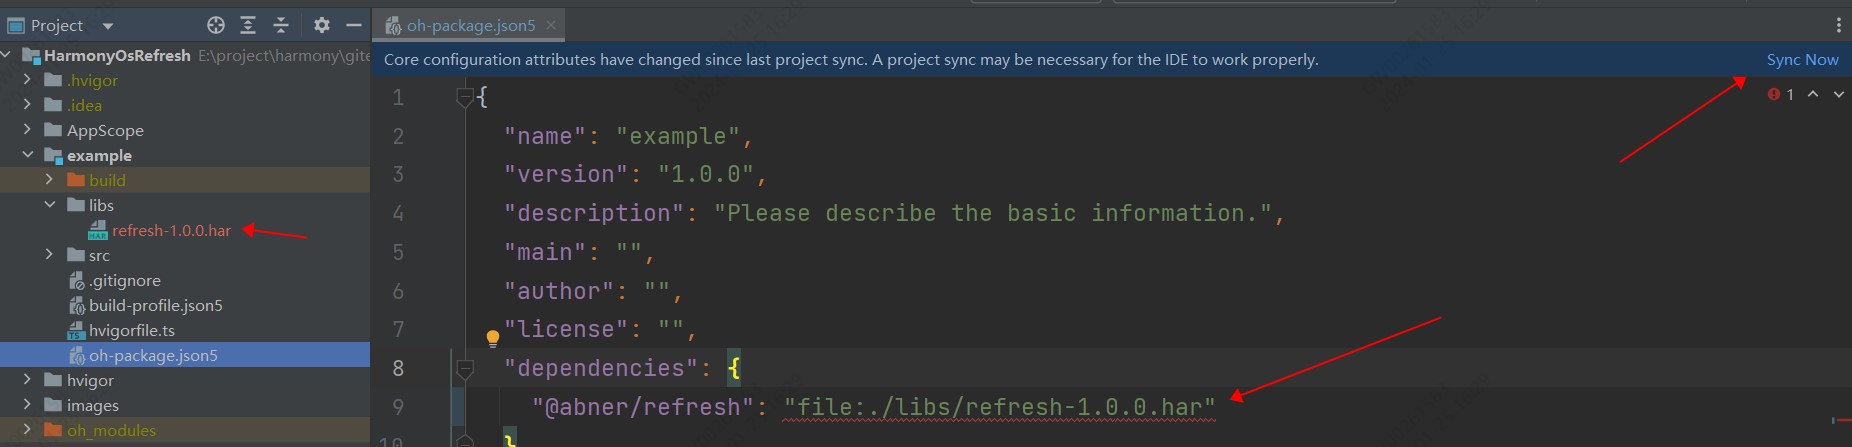 Project
HarmonyOsRefresh E:\project\harmony\gite
.hvigor
.idea
AppScope
example
build
libs
refresh-1.0.0.har
src
.gitignore
build-profile.json5
hvigorfile.ts
oh-package.json5
hvigor
images
oh_modules
oh-package.json5
Core configuration attributes have changed since last project sync. A project sync may be necessary for the IDE to work properly. Sync Now
1
1 {
2 "name": "example",
3 "version": "1.0.0",
4 "description": "Please describe the basic information.",
5 "main": "",
6 "author": "",
7 "license": "",
8 "dependencies": {
9 "@abner/refresh": "file:./libs/refresh-1.0.0.har"
10 }